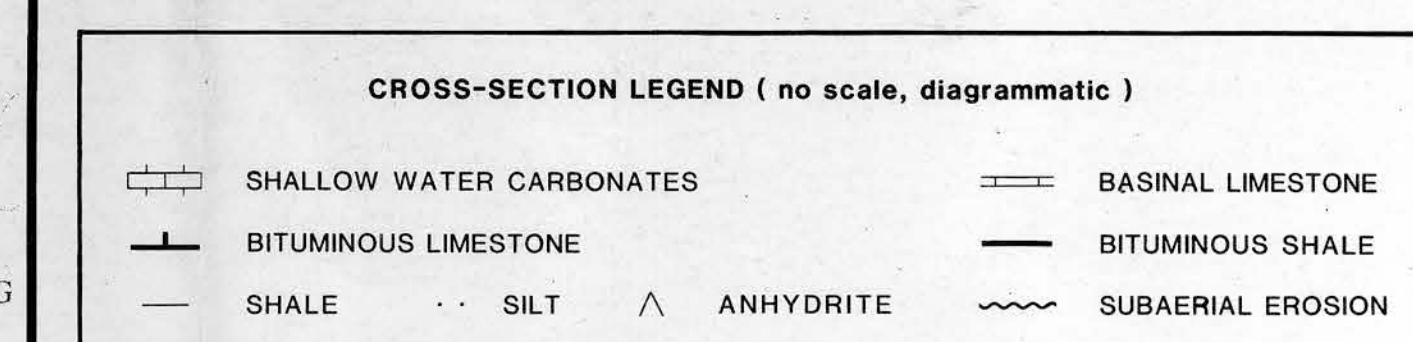 CROSS-SECTION LEGEND ( no scale, diagrammatic )
SHALLOW WATER CARBONATES BASINAL LIMESTONE
BITUMINOUS LIMESTONE BITUMINOUS SHALE
G
SHALE SILT ANHYDRITE SUBAERIAL EROSION